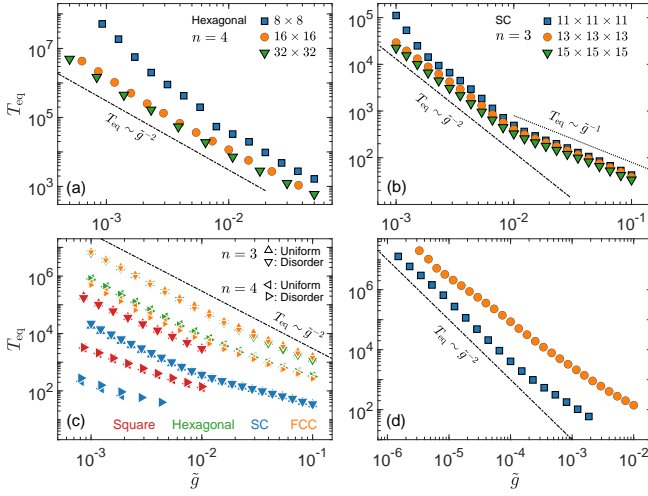 Hexagonal
n = 4
8 × 8
16 × 16
32 × 32
T_eq ~ g̃^−2
(a)
T_eq
10^7
10^5
10^3
10^−3
10^−2
SC
n = 3
11 × 11 × 11
13 × 13 × 13
15 × 15 × 15
T_eq ~ g̃^−1
T_eq ~ g̃^−2
(b)
10^5
10^4
10^3
10^2
10^−3
10^−2
10^−1
n = 3
△: Uniform
▽: Disorder
n = 4
◁: Uniform
▷: Disorder
T_eq ~ g̃^−2
(c)
Square
Hexagonal
SC
FCC
T_eq
10^6
10^4
10^2
10^−3
10^−2
10^−1
g̃
T_eq ~ g̃^−2
(d)
10^6
10^4
10^2
10^−6
10^−5
10^−4
10^−3
10^−2
g̃